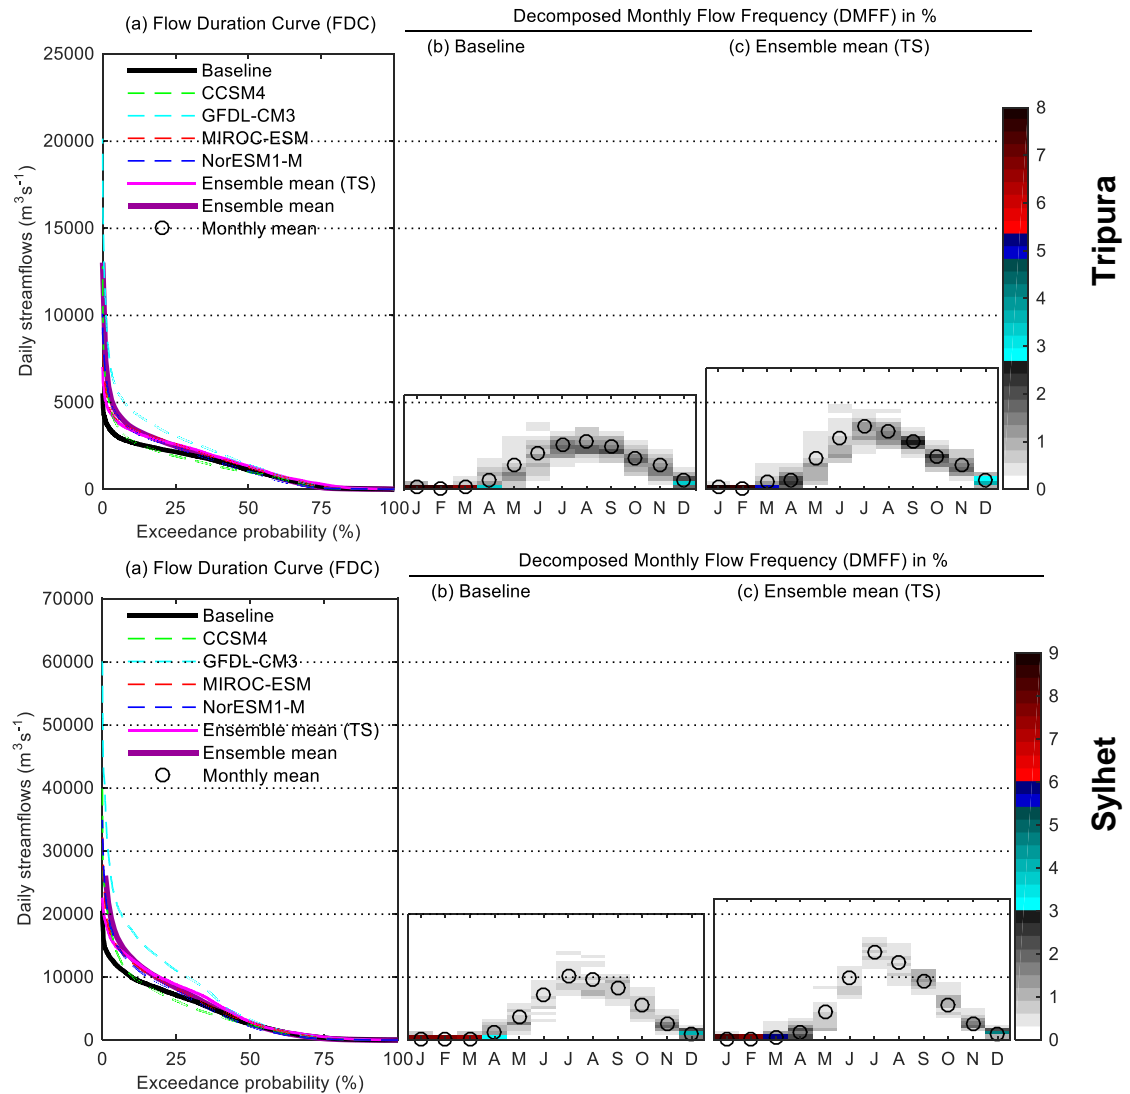 (a) Flow Duration Curve (FDC)
Decomposed Monthly Flow Frequency (DMFF) in %
(b) Baseline
(c) Ensemble mean (TS)
25000
20000
15000
10000
5000
0
Daily streamflows (m³s⁻¹)
Baseline
CCSM4
GFDL-CM3
MIROC-ESM
NorESM1-M
Ensemble mean (TS)
Ensemble mean
Monthly mean
0 25 50 75 100
Exceedance probability (%)
J F M A M J J A S O N D
J F M A M J J A S O N D
8
7
6
5
4
3
2
1
0
Tripura
(a) Flow Duration Curve (FDC)
Decomposed Monthly Flow Frequency (DMFF) in %
(b) Baseline
(c) Ensemble mean (TS)
70000
60000
50000
40000
30000
20000
10000
0
Daily streamflows (m³s⁻¹)
Baseline
CCSM4
GFDL-CM3
MIROC-ESM
NorESM1-M
Ensemble mean (TS)
Ensemble mean
Monthly mean
0 25 50 75 100
Exceedance probability (%)
J F M A M J J A S O N D
J F M A M J J A S O N D
9
8
7
6
5
4
3
2
1
0
Sylhet